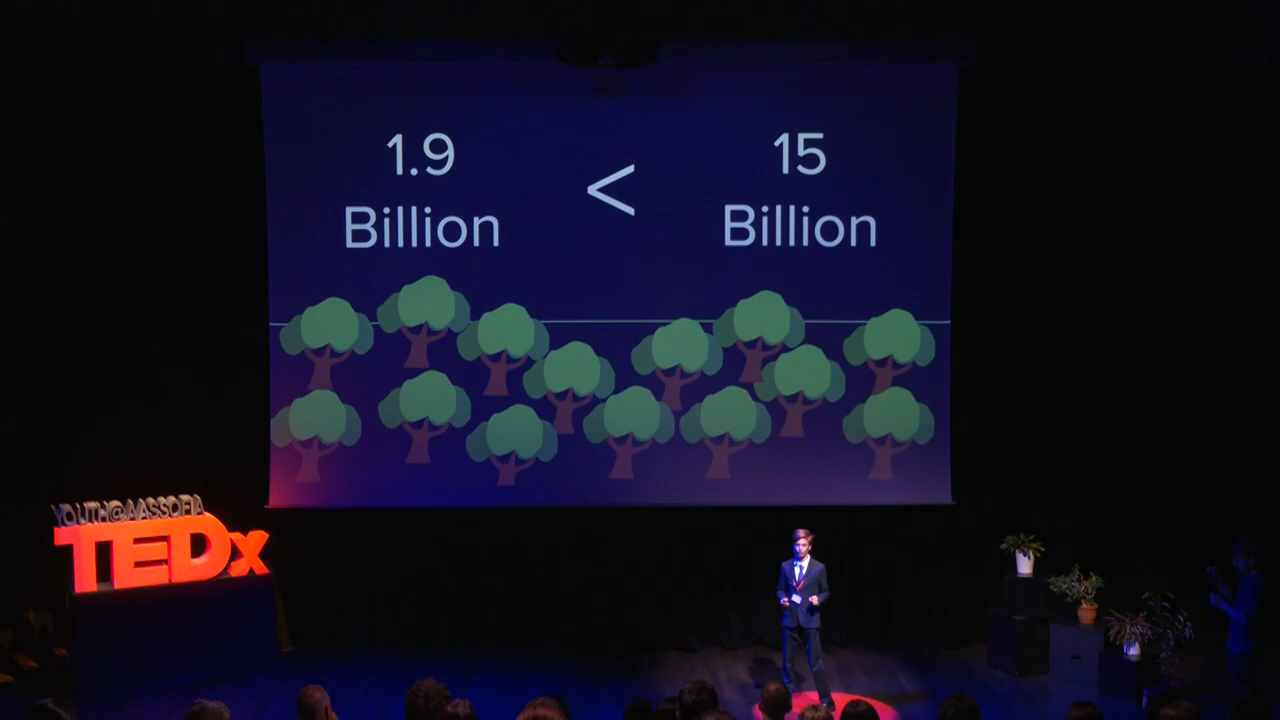 1.9
Billion
<
15
Billion
YOUTH@AASSOFIA
TEDx